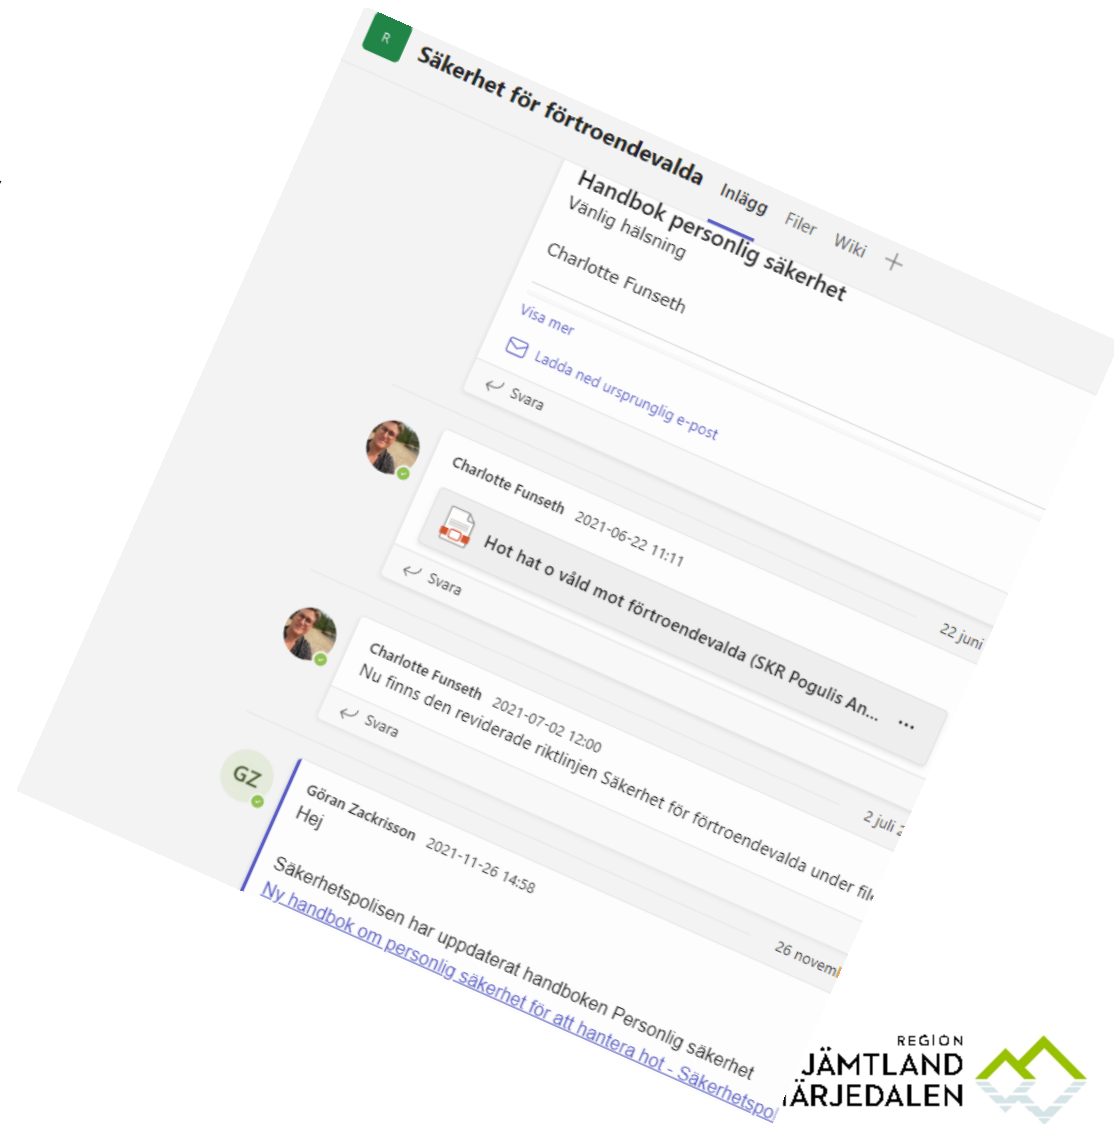 R
Säkerhet för förtroendevalda
Inlägg
Filer
Wiki
Handbok personlig säkerhet
Vänlig hälsning
Charlotte Funseth
Visa mer
Ladda ned ursprunglig e-post
Svara
22 juni
Charlotte Funseth 2021-06-22 11:11
Hot hat o våld mot förtroendevalda (SKR Pogulis An... ...
Svara
2 juli
Charlotte Funseth 2021-07-02 12:00
Nu finns den reviderade riktlinjen Säkerhet för förtroendevalda under
Svara
26
GZ
Göran Zackrisson 2021-11-26 14:58
Hej
Säkerhetspolisen har uppdaterat handboken Personlig säkerhet
Ny handbok om personlig säkerhet för att hantera hot -
REGION
JÄMTLAND
ÄRJEDALEN